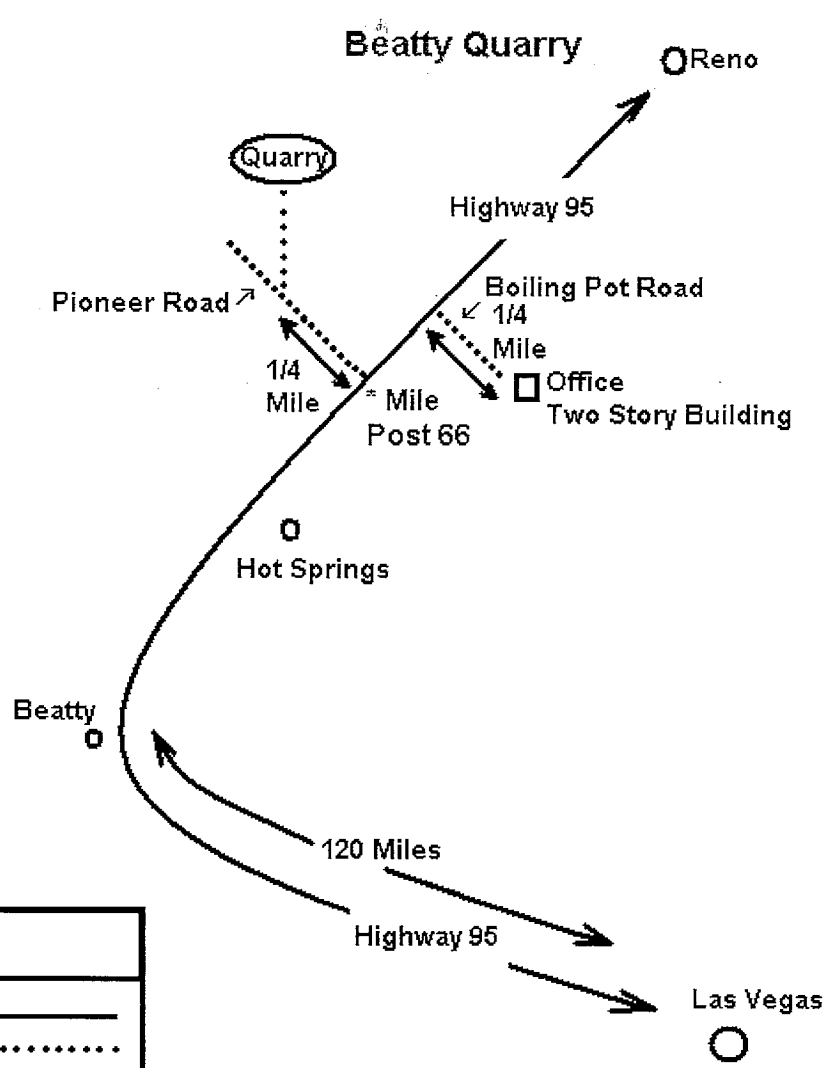 Beatty Quarry
Reno
Quarry
Highway 95
Pioneer Road
Boiling Pot Road
1/4
Mile
1/4
Mile
Office
Two Story Building
* Mile
Post 66
Hot Springs
Beatty
120 Miles
Highway 95
Las Vegas